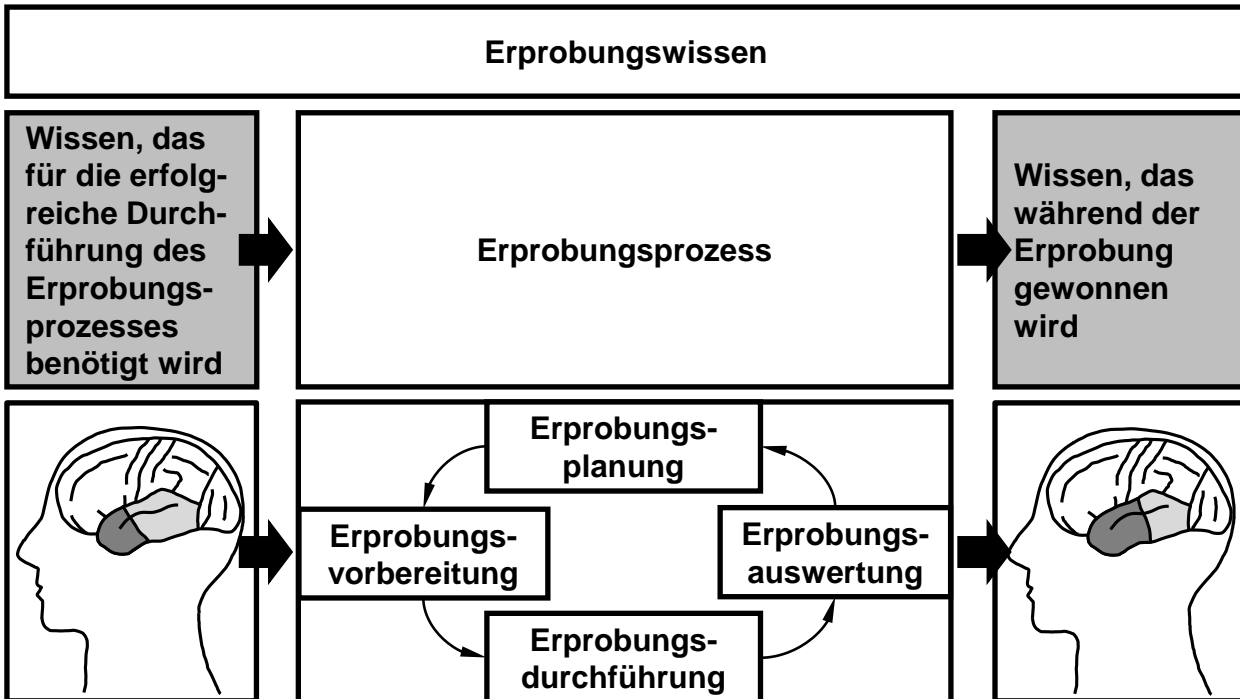 Erprobungswissen
Wissen, das
für die erfolg-
reiche Durch-
führung des
Erprobungs-
prozesses
benötigt wird
Erprobungsprozess
Wissen, das
während der
Erprobung
gewonnen
wird
Erprobungs-
planung
Erprobungs-
vorbereitung
Erprobungs-
auswertung
Erprobungs-
durchführung